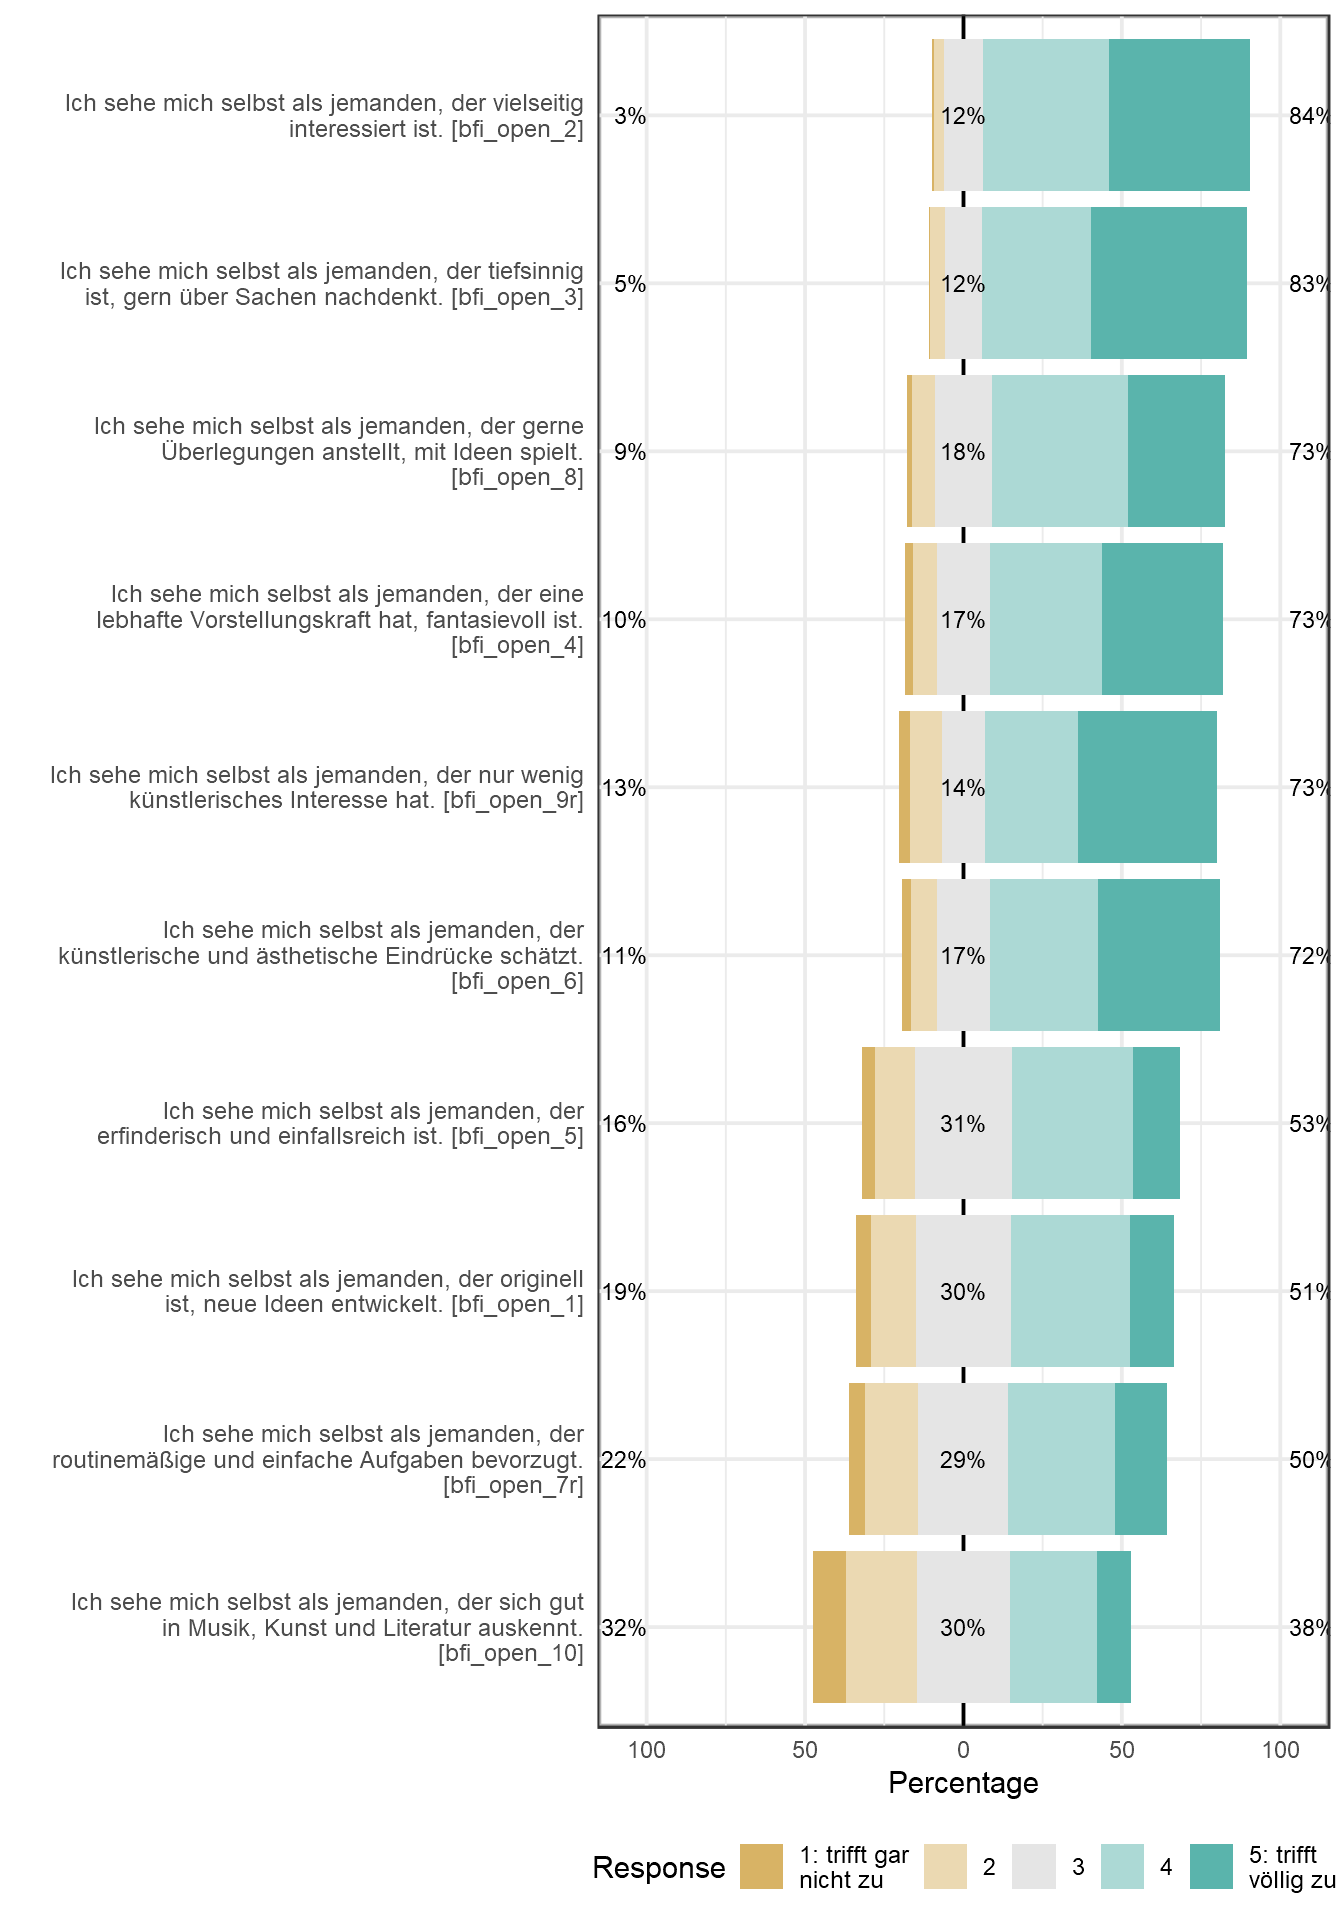 Ich sehe mich selbst als jemanden, der vielseitig
interessiert ist. [bfi_open_2]
3%
12%
84%
Ich sehe mich selbst als jemanden, der tiefsinnig
ist, gern über Sachen nachdenkt. [bfi_open_3]
5%
12%
83%
Ich sehe mich selbst als jemanden, der gerne
Überlegungen anstellt, mit Ideen spielt.
[bfi_open_8]
9%
18%
73%
Ich sehe mich selbst als jemanden, der eine
lebhafte Vorstellungskraft hat, fantasievoll ist.
[bfi_open_4]
10%
17%
73%
Ich sehe mich selbst als jemanden, der nur wenig
künstlerisches Interesse hat. [bfi_open_9r]
13%
14%
73%
Ich sehe mich selbst als jemanden, der
künstlerische und ästhetische Eindrücke schätzt.
[bfi_open_6]
11%
17%
72%
Ich sehe mich selbst als jemanden, der
erfinderisch und einfallsreich ist. [bfi_open_5]
16%
31%
53%
Ich sehe mich selbst als jemanden, der originell
ist, neue Ideen entwickelt. [bfi_open_1]
19%
30%
51%
Ich sehe mich selbst als jemanden, der
routinemäßige und einfache Aufgaben bevorzugt.
[bfi_open_7r]
22%
29%
50%
Ich sehe mich selbst als jemanden, der sich gut
in Musik, Kunst und Literatur auskennt.
[bfi_open_10]
32%
30%
38%
100 50 0 50 100
Percentage
Response
1: trifft gar
nicht zu
2
3
4
5: trifft
völlig zu